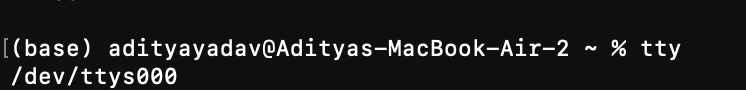 [(base) adityayadav@Adityas-MacBook-Air-2 ~ % tty
/dev/ttys000